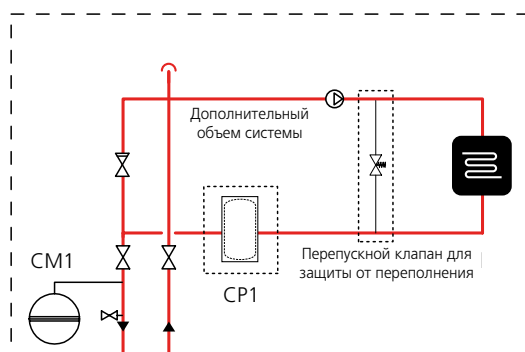 Дополнительный
объем системы
CM1
Перепускной клапан для
защиты от переполнения
CP1